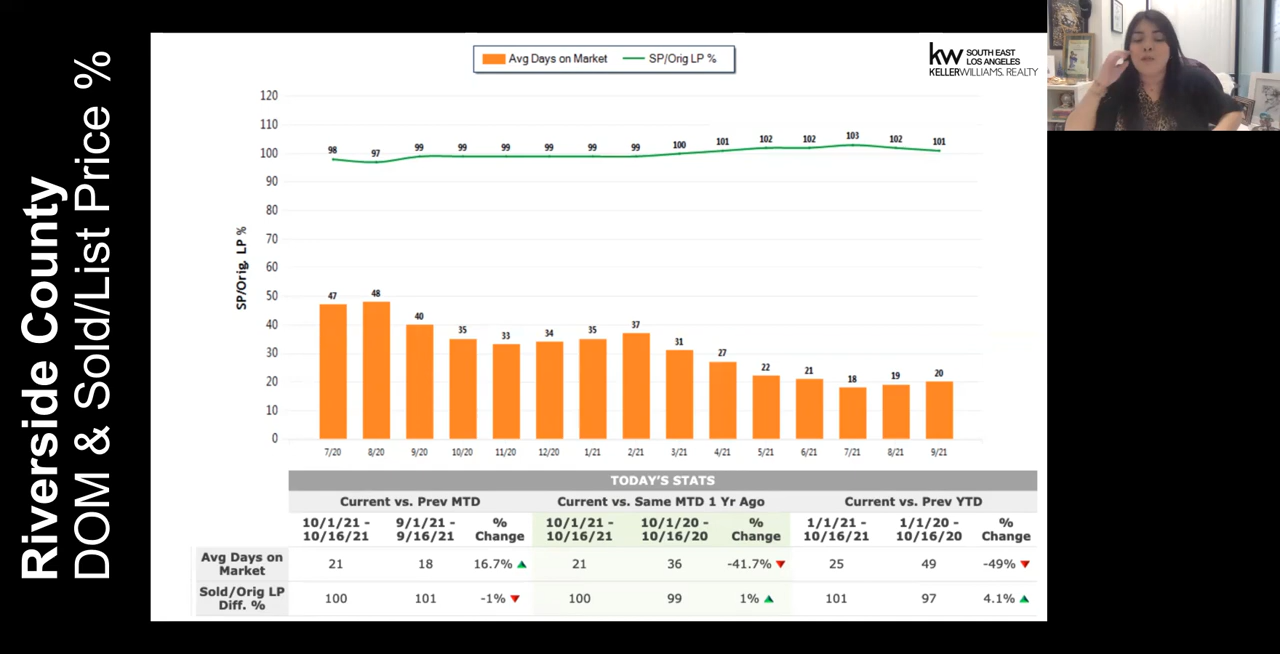 Riverside County
DOM & Sold/List Price %
Avg Days on Market SP/Orig LP %
kw SOUTH EAST
LOS ANGELES
KELLERWILLIAMS. REALTY
SP/Orig. LP %
120
110
100
90
80
70
60
50
40
30
20
10
0
98 97 99 99 99 99 99 99 100 101 102 102 103 102 101
47 48 40 35 33 34 35 37 31 27 22 21 18 19 20
7/20 8/20 9/20 10/20 11/20 12/20 1/21 2/21 3/21 4/21 5/21 6/21 7/21 8/21 9/21
TODAY'S STATS
Current vs. Prev MTD Current vs. Same MTD 1 Yr Ago Current vs. Prev YTD
10/1/21 - 9/1/21 - % 10/1/21 - 10/1/20 - % 1/1/21 - 1/1/20 - %
10/16/21 9/16/21 Change 10/16/21 10/16/20 Change 10/16/21 10/16/20 Change
Avg Days on
Market 21 18 16.7% 21 36 -41.7% 25 49 -49%
Sold/Orig LP
Diff. % 100 101 -1% 100 99 1% 101 97 4.1%